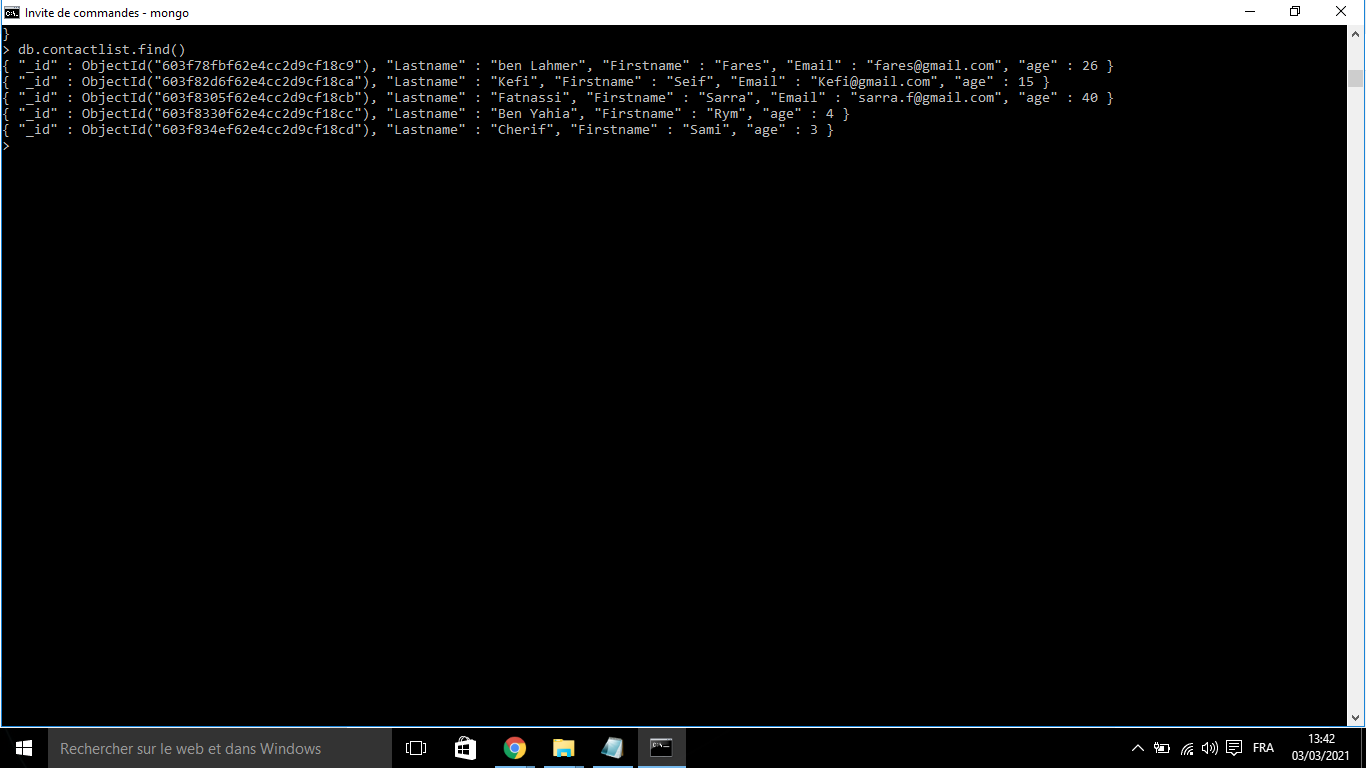 Invite de commandes - mongo
}
> db.contactlist.find()
{ "_id" : ObjectId("603f78fbf62e4cc2d9cf18c9"), "Lastname" : "ben Lahmer", "Firstname" : "Fares", "Email" : "fares@gmail.com", "age" : 26 }
{ "_id" : ObjectId("603f82d6f62e4cc2d9cf18ca"), "Lastname" : "Kefi", "Firstname" : "Seif", "Email" : "Kefi@gmail.com", "age" : 15 }
{ "_id" : ObjectId("603f8305f62e4cc2d9cf18cb"), "Lastname" : "Fatnassi", "Firstname" : "Sarra", "Email" : "sarra.f@gmail.com", "age" : 40 }
{ "_id" : ObjectId("603f8330f62e4cc2d9cf18cc"), "Lastname" : "Ben Yahia", "Firstname" : "Rym", "age" : 4 }
{ "_id" : ObjectId("603f834ef62e4cc2d9cf18cd"), "Lastname" : "Cherif", "Firstname" : "Sami", "age" : 3 }
>
Rechercher sur le web et dans Windows
FRA
13:42
03/03/2021